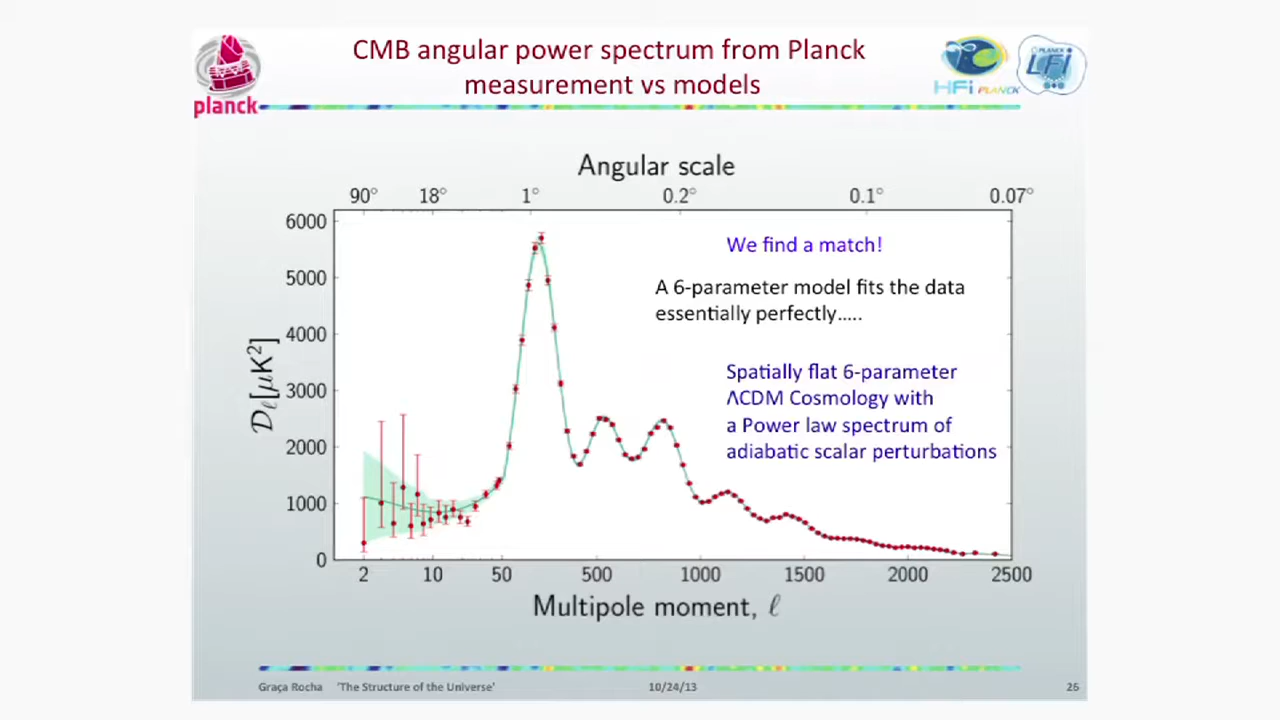 CMB angular power spectrum from Planck
measurement vs models
planck
HFi PLANCK
PLANCK
LFI
Angular scale
90° 18° 1° 0.2° 0.1° 0.07°
6000
5000
4000
3000
2000
1000
0
𝒟ℓ[μK²]
We find a match!
A 6-parameter model fits the data
essentially perfectly.....
Spatially flat 6-parameter
ΛCDM Cosmology with
a Power law spectrum of
adiabatic scalar perturbations
2 10 50 500 1000 1500 2000 2500
Multipole moment, ℓ
Graça Rocha 'The Structure of the Universe' 10/24/13 26